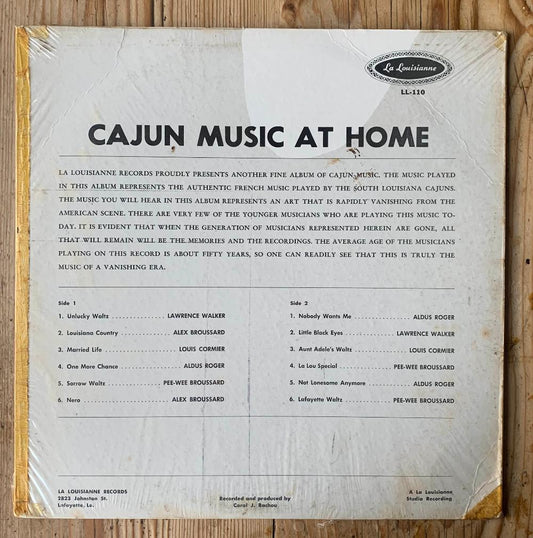 La Louisianne
LL-110
CAJUN MUSIC AT HOME
LA LOUISIANNE RECORDS PROUDLY PRESENTS ANOTHER FINE ALBUM OF CAJUN MUSIC. THE MUSIC PLAYED
IN THIS ALBUM REPRESENTS THE AUTHENTIC FRENCH MUSIC PLAYED BY THE SOUTH LOUISIANA CAJUNS.
THE MUSIC YOU WILL HEAR IN THIS ALBUM REPRESENTS AN ART THAT IS RAPIDLY VANISHING FROM THE
AMERICAN SCENE. THERE ARE VERY FEW OF THE YOUNGER MUSICIANS WHO ARE PLAYING THIS MUSIC TO-
DAY. IT IS EVIDENT THAT WHEN THE GENERATION OF MUSICIANS REPRESENTED HEREIN ARE GONE, ALL
THAT WILL REMAIN WILL BE THE MEMORIES AND THE RECORDINGS. THE AVERAGE AGE OF THE MUSICIANS
PLAYING ON THIS RECORD IS ABOUT FIFTY YEARS, SO ONE CAN READILY SEE THAT THIS IS TRULY THE
MUSIC OF A VANISHING ERA.
Side 1
1. Unlucky Waltz .................. LAWRENCE WALKER
2. Louisiana Country ............... ALEX BROUSSARD
3. Married Life ..................... LOUIS CORMIER
4. One More Chance ................. ALDUS ROGER
5. Sorrow Waltz ................ PEE-WEE BROUSSARD
6. Nero ......................... ALEX BROUSSARD
Side 2
1. Nobody Wants Me .................. ALDUS ROGER
2. Little Black Eyes ............... LAWRENCE WALKER
3. Aunt Adele's Waltz ................ LOUIS CORMIER
4. La Lou Special .............. PEE-WEE BROUSSARD
5. Not Lonesome Anymore ............ ALDUS ROGER
6. Lafayette Waltz ............... PEE-WEE BROUSSARD
LA LOUISIANNE RECORDS
2823 Johnston St.
Lafayette, La.
Recorded and produced by
Carol J. Rachou
A La Louisianne
Studio Recording